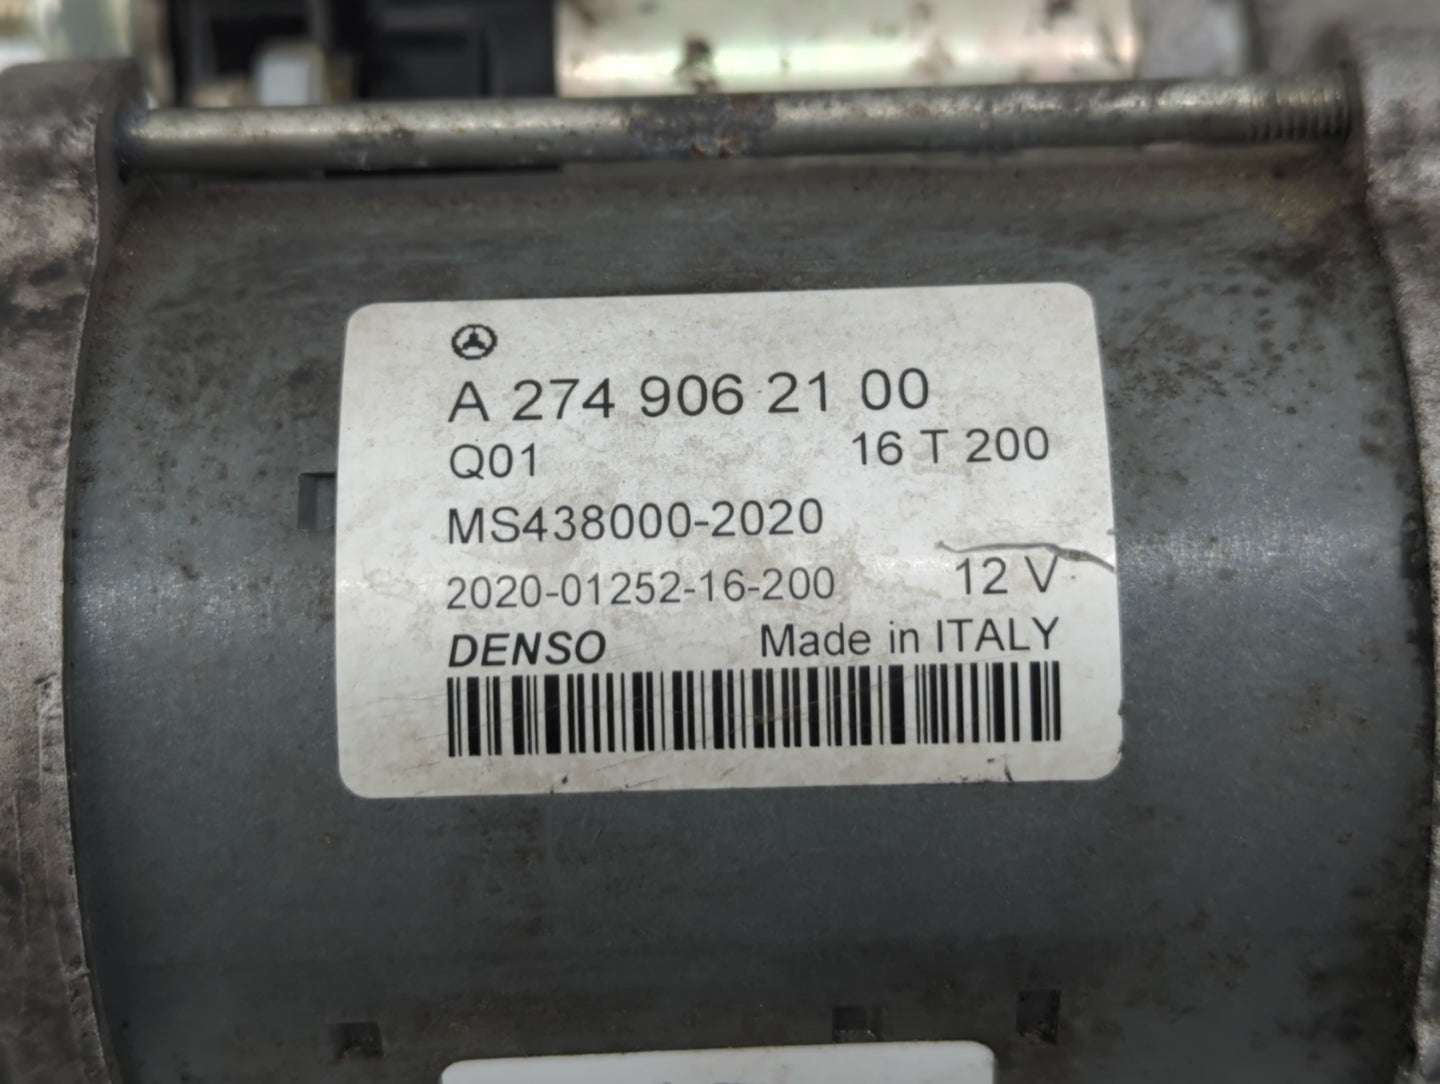 A 274 906 21 00
Q01 16 T 200
MS438000-2020
2020-01252-16-200 12 V
DENSO Made in ITALY